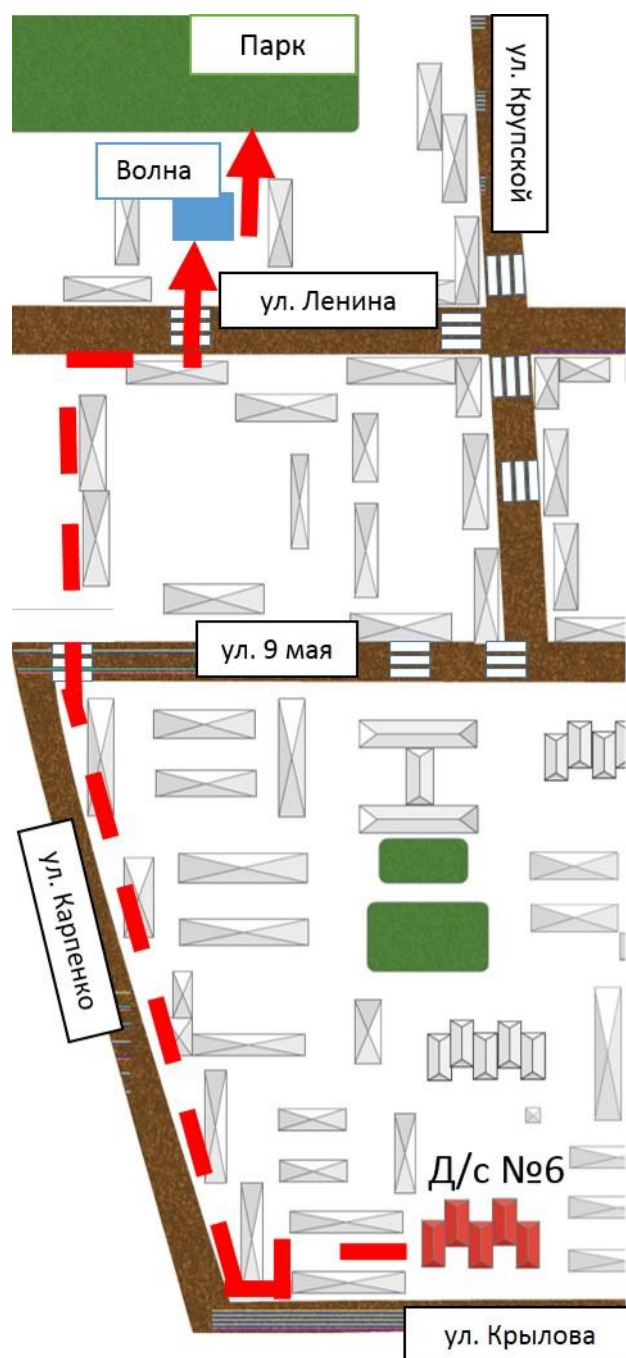 Парк
ул. Крупской
Волна
ул. Ленина
ул. 9 мая
ул. Карпенко
Д/с №6
ул. Крылова